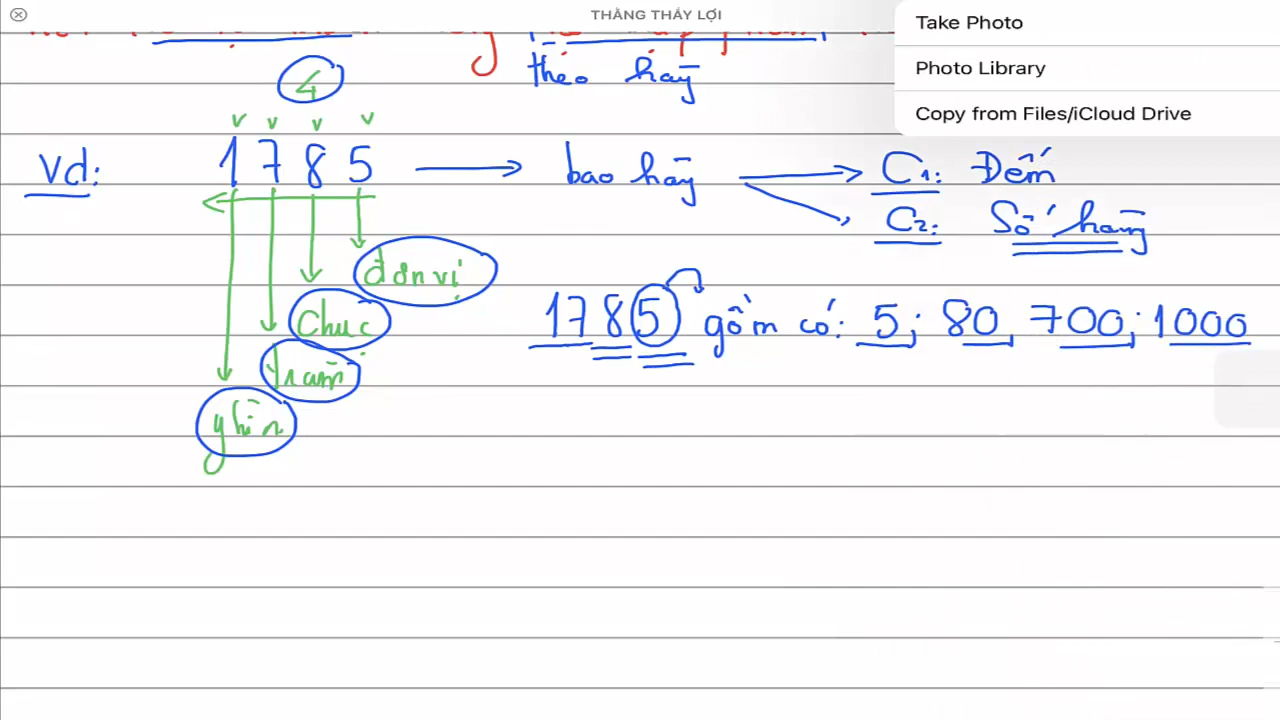 THẮNG THẦY LỢI
Take Photo
Photo Library
Copy from Files/iCloud Drive
theo hàng
4
Vd: 1785 → bao hàng
C1: Đếm
C2: Số hàng
đơn vị
chục
trăm
nghìn
1785 gồm có: 5; 80, 700; 1000